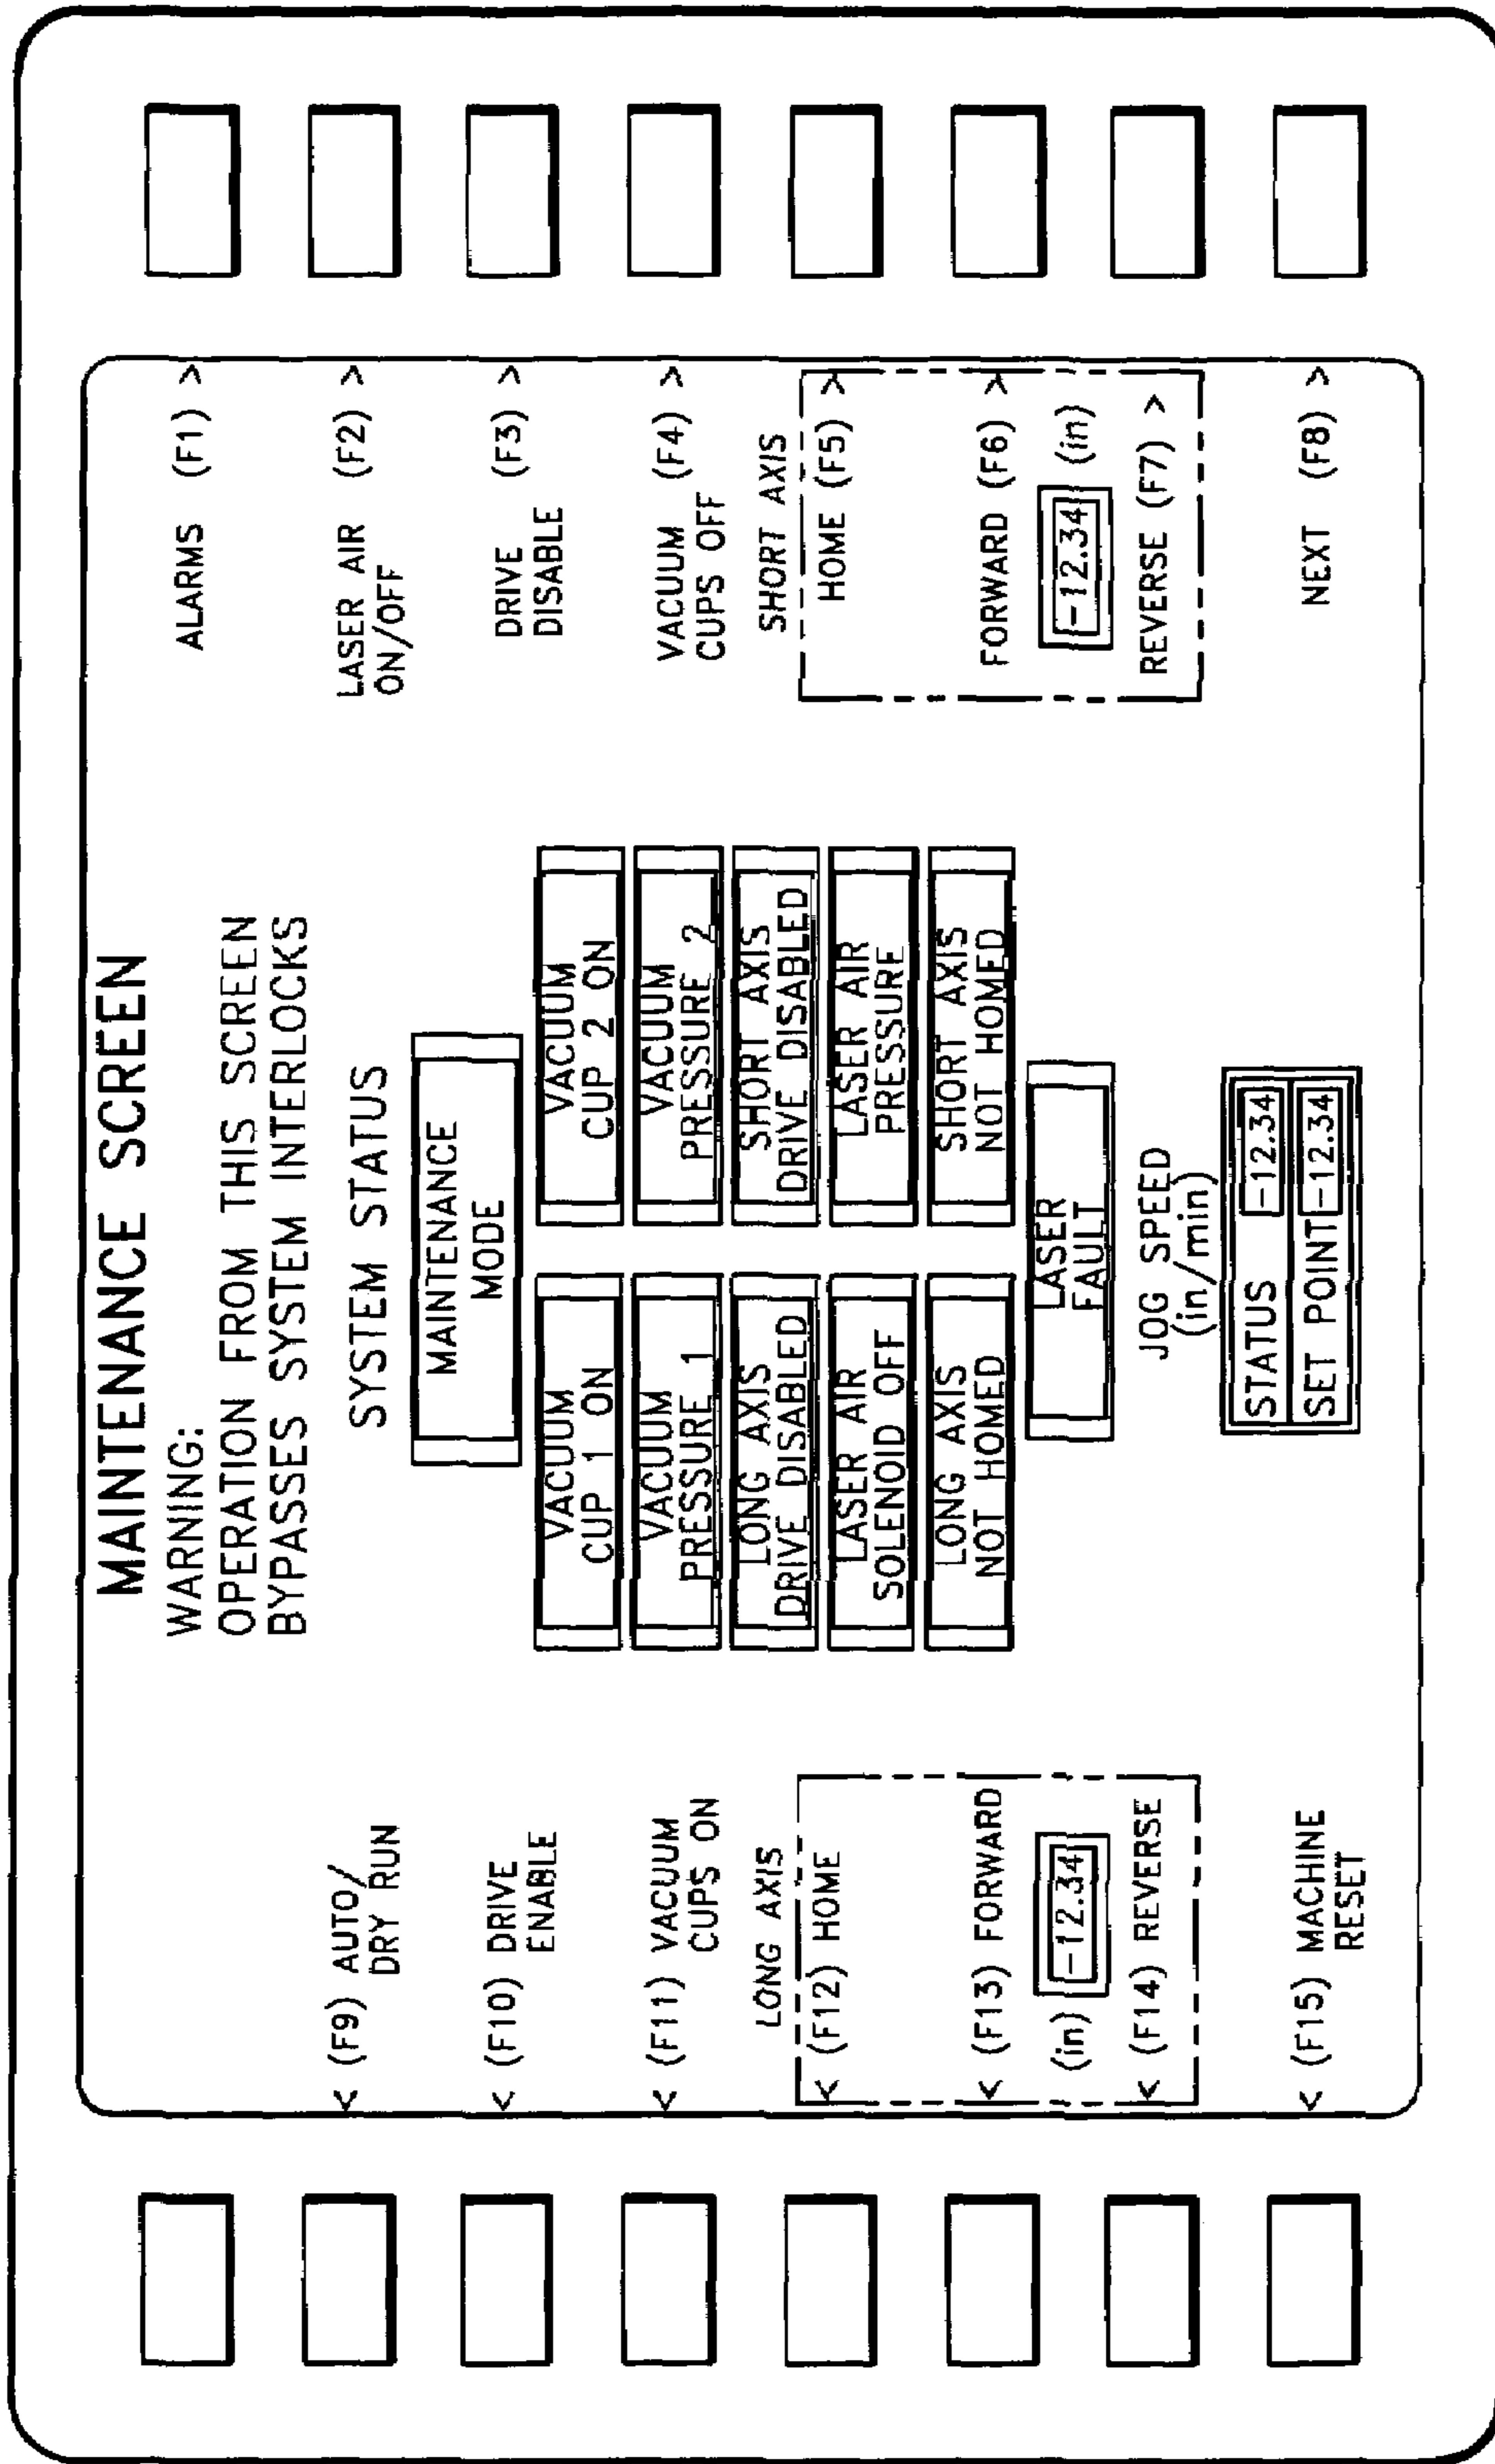 MAINTENANCE SCREEN
WARNING:
OPERATION FROM THIS SCREEN
BYPASSES SYSTEM INTERLOCKS
SYSTEM STATUS
MAINTENANCE
MODE
VACUUM
CUP 1 ON
VACUUM
CUP 2 ON
VACUUM
PRESSURE 1
VACUUM
PRESSURE 2
LONG AXIS
DRIVE DISABLED
SHORT AXIS
DRIVE DISABLED
LASER AIR
SOLENOID OFF
LASER AIR
PRESSURE
LONG AXIS
NOT HOMED
SHORT AXIS
NOT HOMED
LASER
FAULT
JOG SPEED
(in/min)
STATUS -12.34
SET POINT -12.34
< (F9) AUTO/
DRY RUN
< (F10) DRIVE
ENABLE
< (F11) VACUUM
CUPS ON
LONG AXIS
< (F12) HOME
< (F13) FORWARD
(in) -12.34
< (F14) REVERSE
< (F15) MACHINE
RESET
ALARMS (F1) >
LASER AIR (F2) >
ON/OFF
DRIVE (F3) >
DISABLE
VACUUM (F4) >
CUPS OFF
SHORT AXIS
HOME (F5) >
FORWARD (F6) >
-12.34 (in)
REVERSE (F7) >
NEXT (F8) >